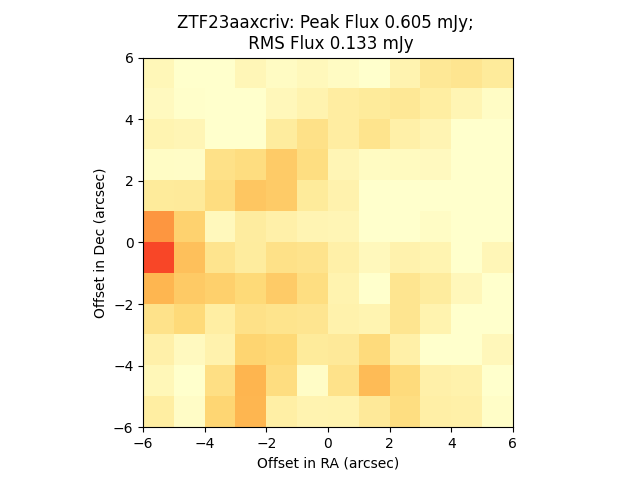 ZTF23aaxcriv: Peak Flux 0.605 mJy;
RMS Flux 0.133 mJy
6
4
2
0
−2
−4
−6
Offset in Dec (arcsec)
−6 −4 −2 0 2 4 6
Offset in RA (arcsec)